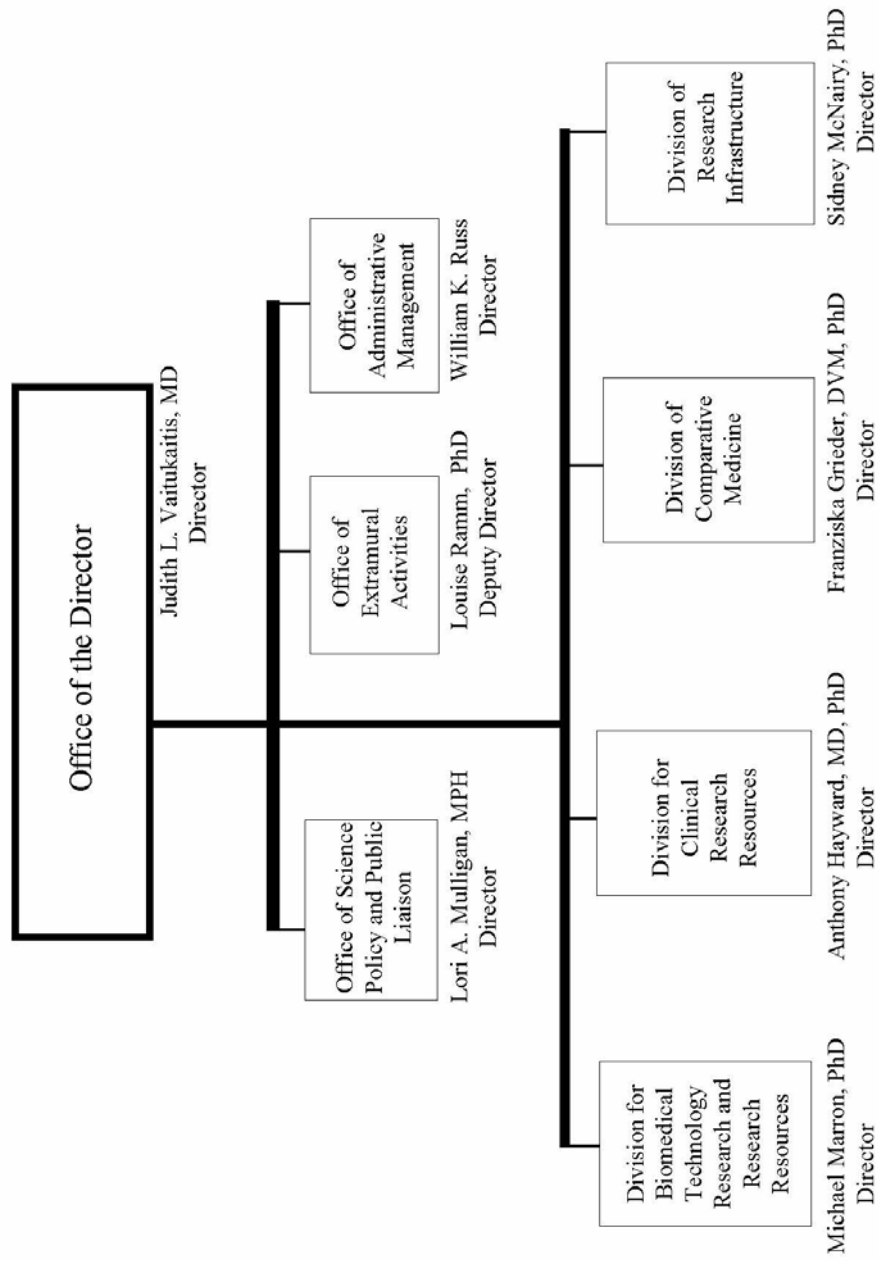 Office of the Director
Judith L. Vaitukaitis, MD
Director
Office of Science
Policy and Public
Liaison
Lori A. Mulligan, MPH
Director
Office of
Extramural
Activities
Louise Ramm, PhD
Deputy Director
Office of
Administrative
Management
William K. Russ
Director
Division for
Biomedical
Technology
Research and
Research
Resources
Michael Marron, PhD
Director
Division for
Clinical
Research
Resources
Anthony Hayward, MD, PhD
Director
Division of
Comparative
Medicine
Franziska Grieder, DVM, PhD
Director
Division of
Research
Infrastructure
Sidney McNairy, PhD
Director